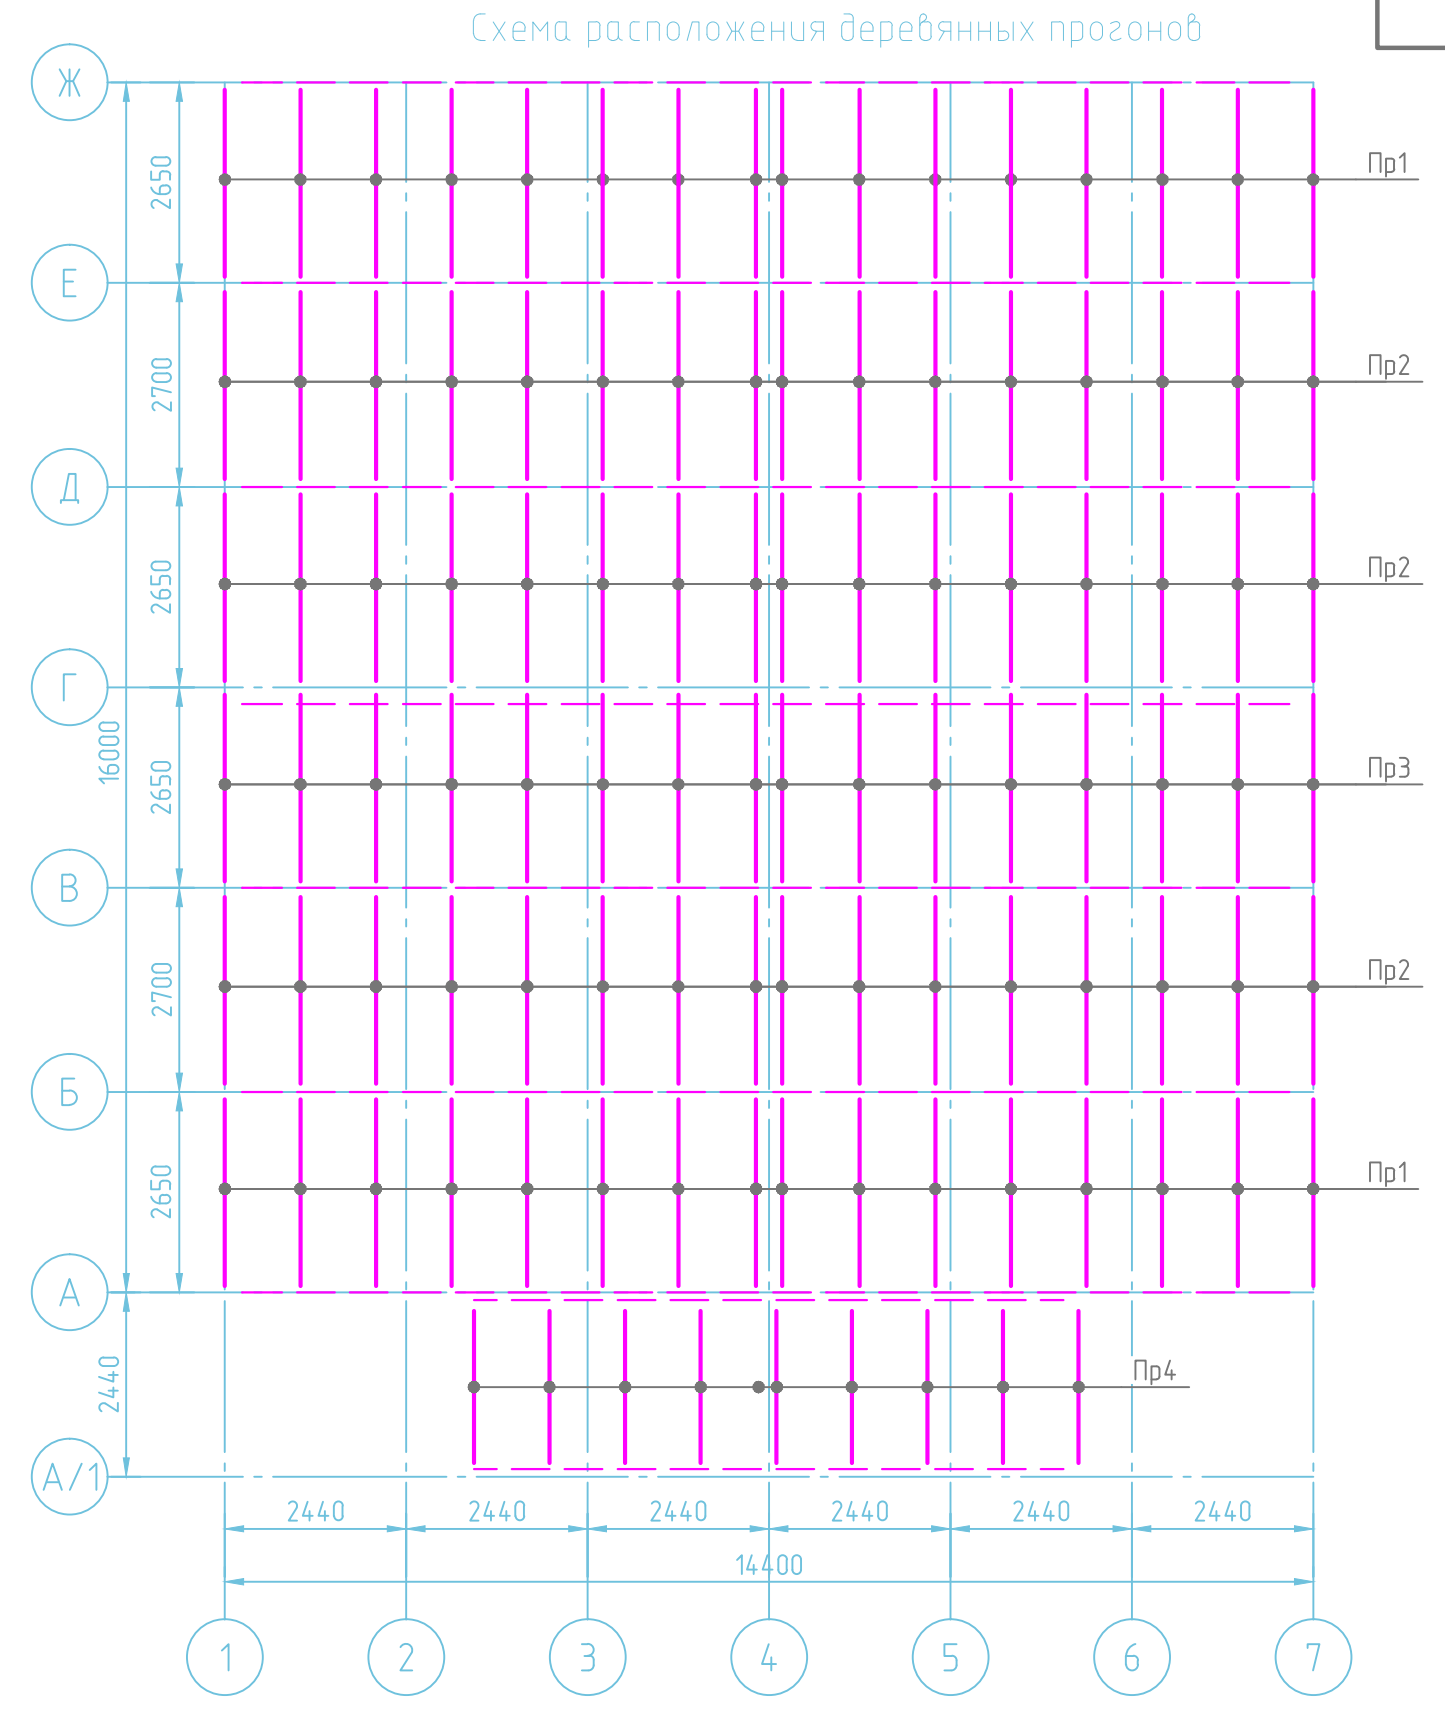 Схема расположения деревянных прогонов
Ж
Пр1
2650
Е
Пр2
2700
Д
Пр2
2650
Г
16000
Пр3
2650
В
Пр2
2700
Б
Пр1
2650
А
Пр4
2440
А/1
2440 2440 2440 2440 2440 2440
14400
1 2 3 4 5 6 7